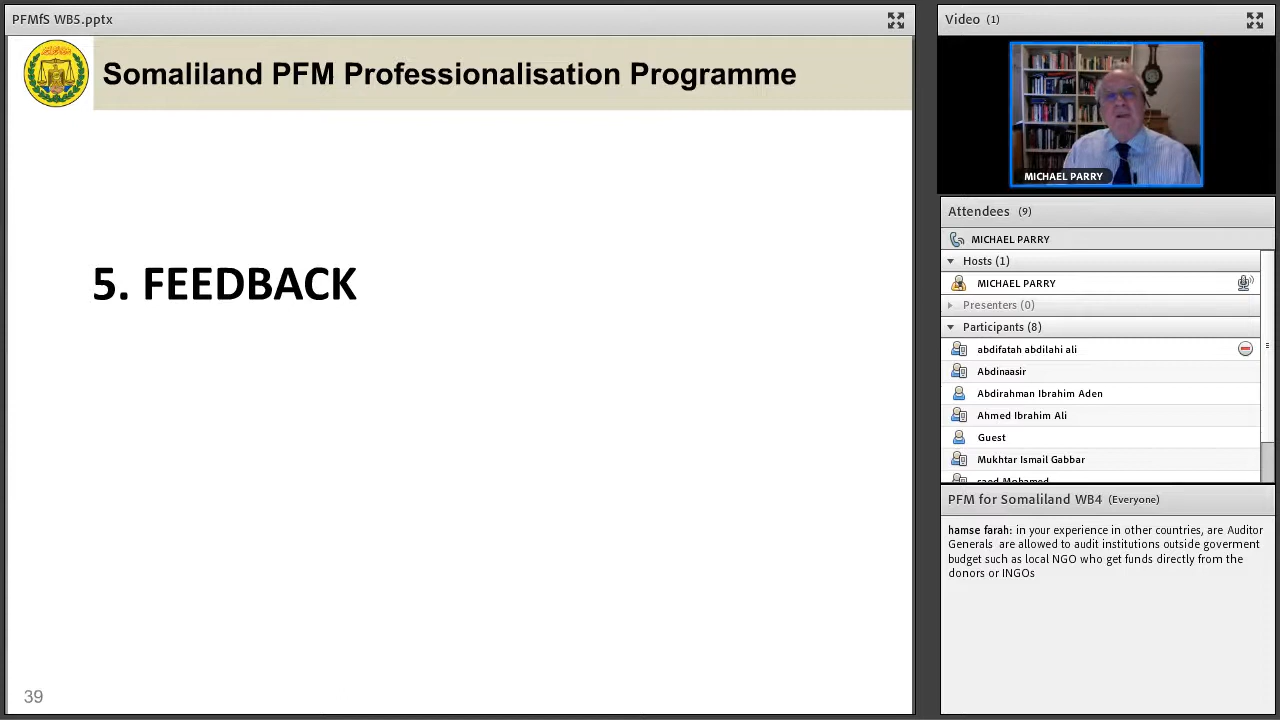 PFMfS WB5.pptx
Somaliland PFM Professionalisation Programme
5. FEEDBACK
39
Video (1)
MICHAEL PARRY
Attendees (9)
MICHAEL PARRY
Hosts (1)
MICHAEL PARRY
Presenters (0)
Participants (8)
abdifatah abdilahi ali
Abdinaasir
Abdirahman Ibrahim Aden
Ahmed Ibrahim Ali
Guest
Mukhtar Ismail Gabbar
saed Mohamed
PFM for Somaliland WB4 (Everyone)
hamse farah: in your experience in other countries, are Auditor
Generals are allowed to audit institutions outside goverment
budget such as local NGO who get funds directly from the
donors or INGOs